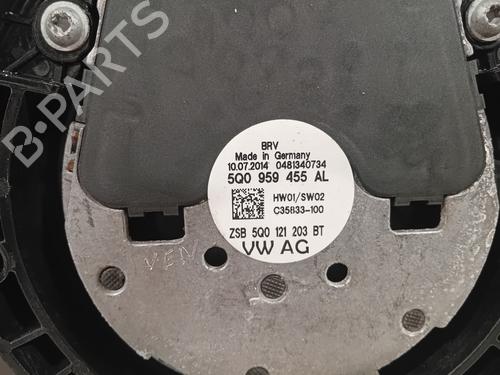 B-PARTS
BRV
Made in Germany
10.07.2014 0481340734
5Q0 959 455 AL
HW01/SW02
C35833-100
ZSB 5Q0 121 203 BT
VW AG
VEN